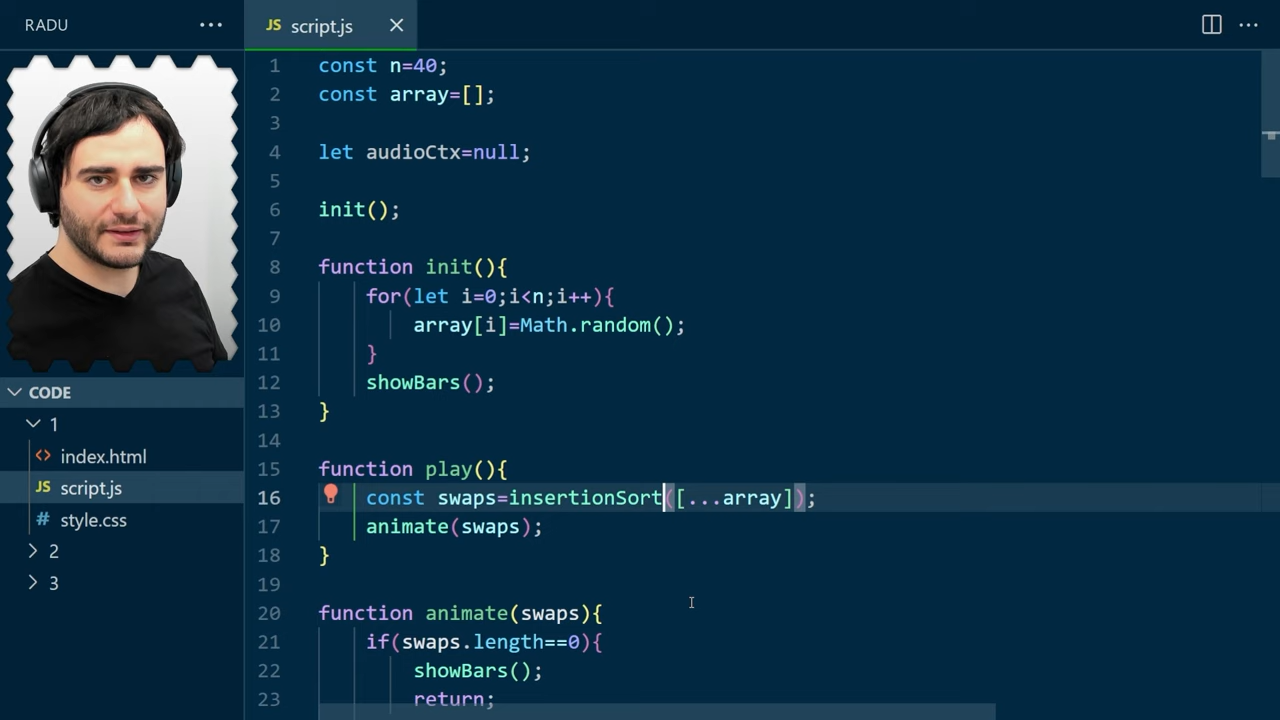 RADU
JS script.js
CODE
1
index.html
JS script.js
# style.css
2
3
1 const n=40;
2 const array=[];
3
4 let audioCtx=null;
5
6 init();
7
8 function init(){
9 for(let i=0;i<n;i++){
10 array[i]=Math.random();
11 }
12 showBars();
13 }
14
15 function play(){
16 const swaps=insertionSort([...array]);
17 animate(swaps);
18 }
19
20 function animate(swaps){
21 if(swaps.length==0){
22 showBars();
23 return;